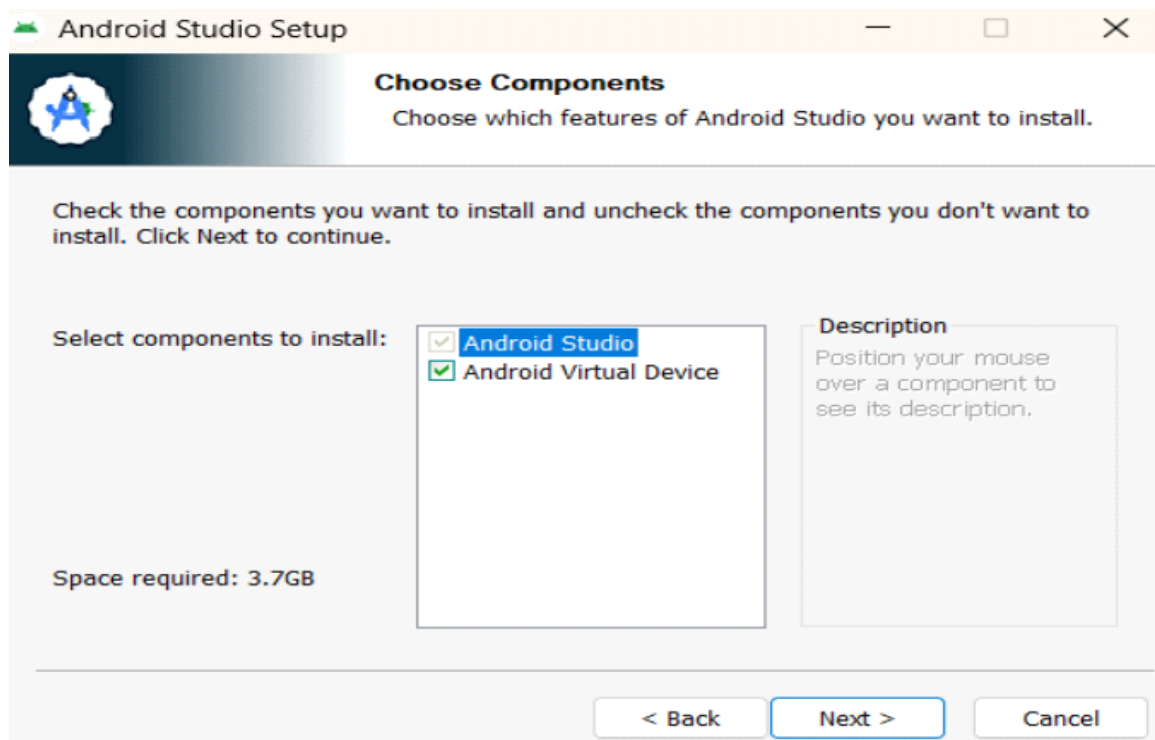 Android Studio Setup
Choose Components
Choose which features of Android Studio you want to install.
Check the components you want to install and uncheck the components you don't want to
install. Click Next to continue.
Select components to install:
Android Studio
Android Virtual Device
Description
Position your mouse
over a component to
see its description.
Space required: 3.7GB
< Back
Next >
Cancel